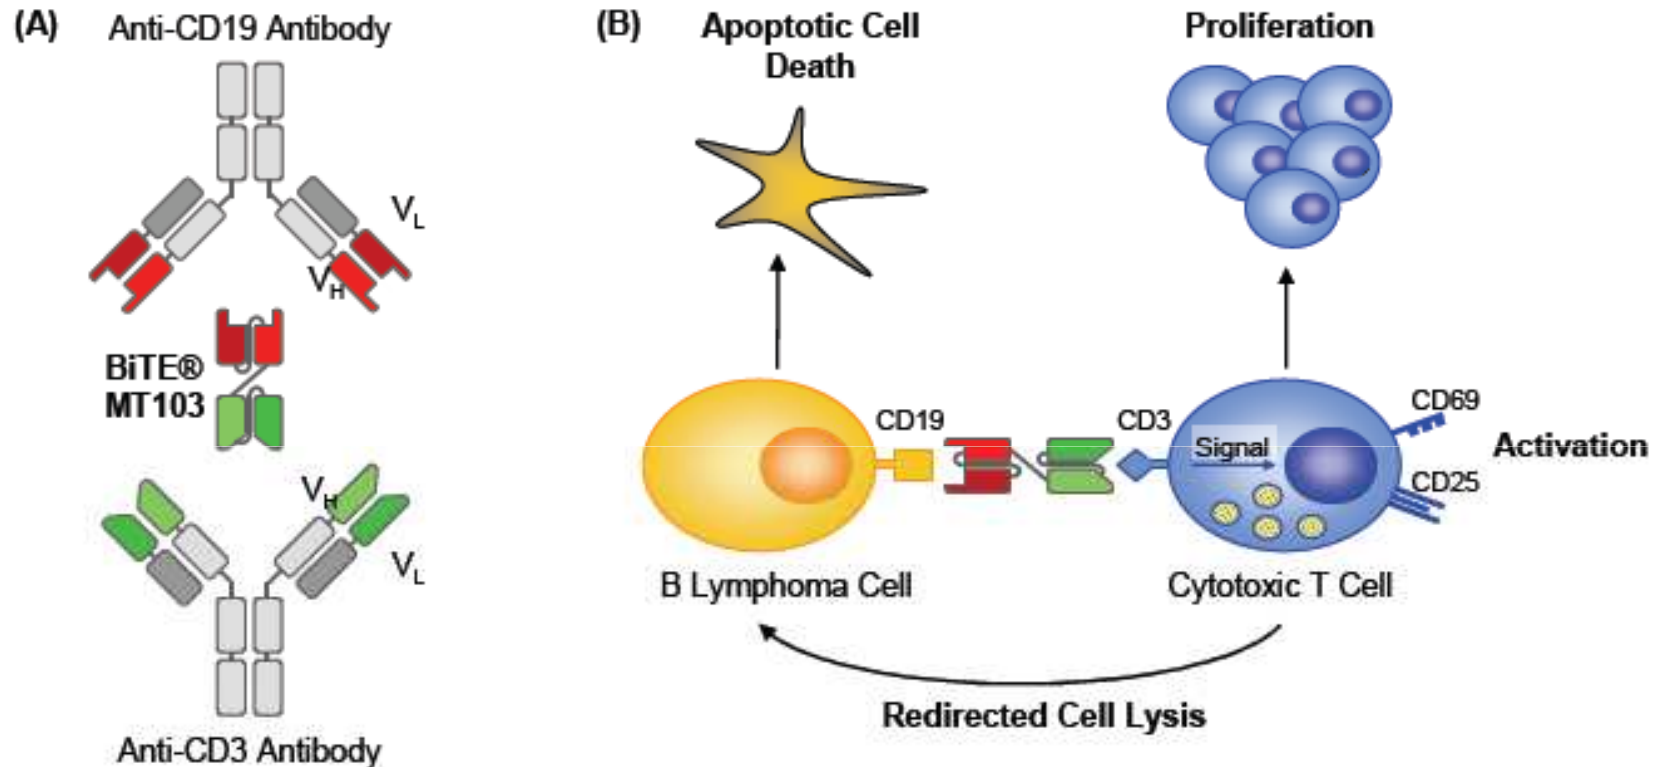 (A)
Anti-CD19 Antibody
VL
VH
BiTE®
MT103
VH
VL
Anti-CD3 Antibody
(B)
Apoptotic Cell
Death
Proliferation
CD19
CD3
Signal
CD69
Activation
CD25
B Lymphoma Cell
Cytotoxic T Cell
Redirected Cell Lysis